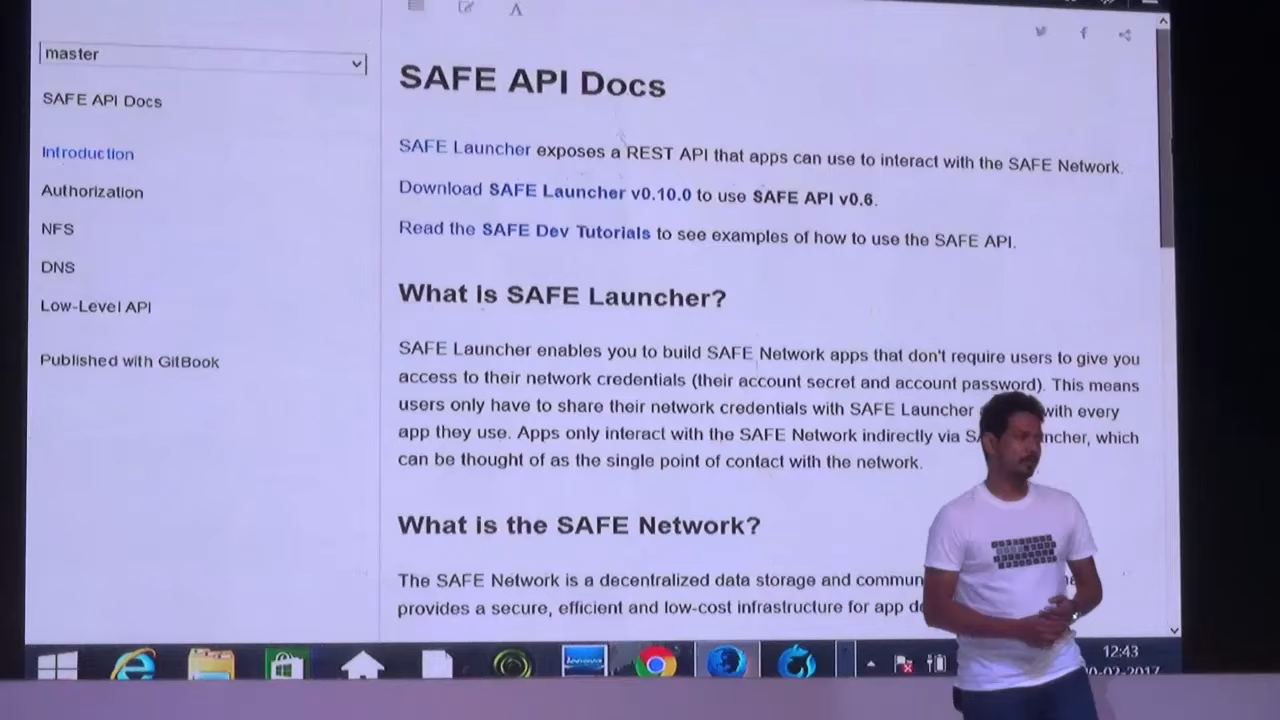 master
SAFE API Docs
Introduction
Authorization
NFS
DNS
Low-Level API
Published with GitBook
SAFE API Docs
SAFE Launcher exposes a REST API that apps can use to interact with the SAFE Network.
Download SAFE Launcher v0.10.0 to use SAFE API v0.6.
Read the SAFE Dev Tutorials to see examples of how to use the SAFE API.
What is SAFE Launcher?
SAFE Launcher enables you to build SAFE Network apps that don't require users to give you
access to their network credentials (their account secret and account password). This means
users only have to share their network credentials with SAFE Launcher with every
app they use. Apps only interact with the SAFE Network indirectly via which
can be thought of as the single point of contact with the network.
What is the SAFE Network?
The SAFE Network is a decentralized data storage and
provides a secure, efficient and low-cost infrastructure for app
12:43